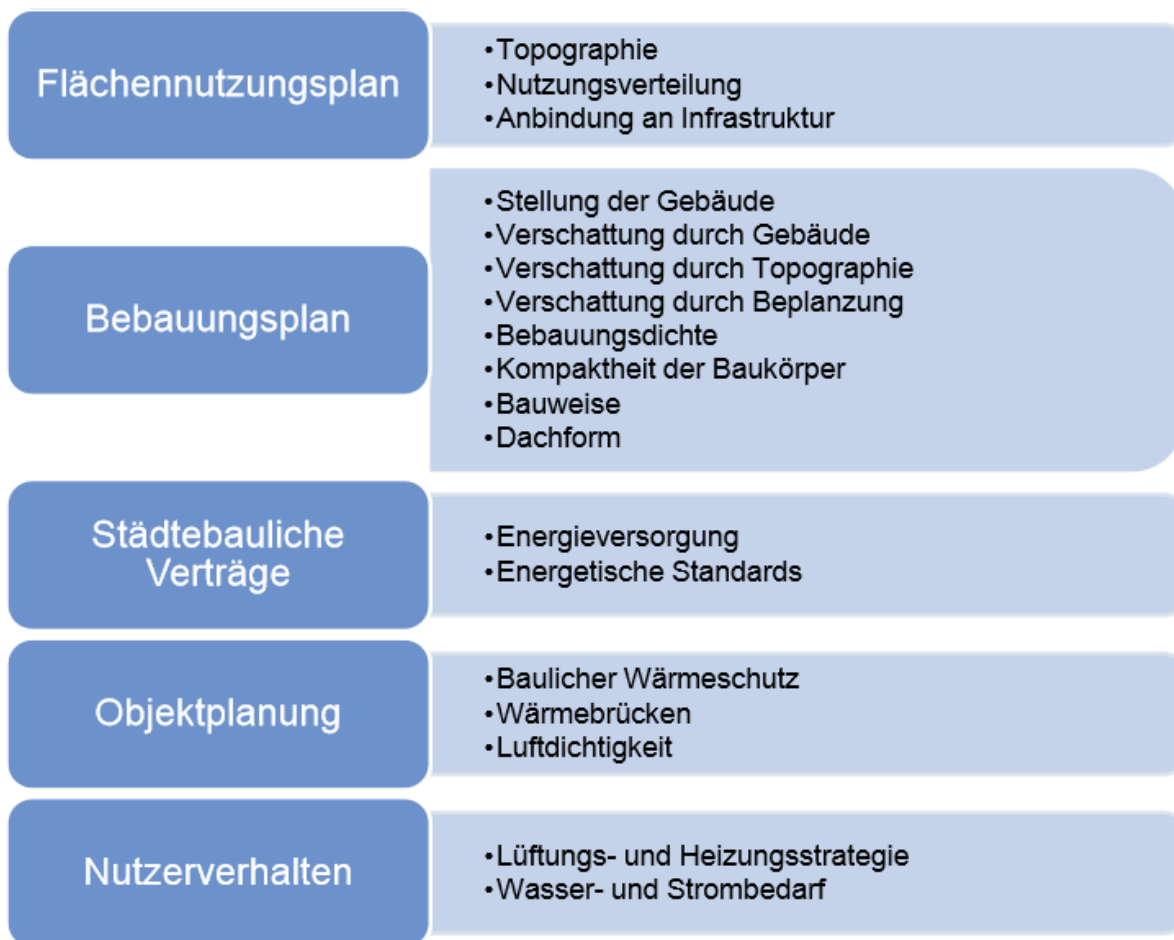 Flächennutzungsplan
•Topographie
•Nutzungsverteilung
•Anbindung an Infrastruktur
Bebauungsplan
•Stellung der Gebäude
•Verschattung durch Gebäude
•Verschattung durch Topographie
•Verschattung durch Beplanzung
•Bebauungsdichte
•Kompaktheit der Baukörper
•Bauweise
•Dachform
Städtebauliche
Verträge
•Energieversorgung
•Energetische Standards
Objektplanung
•Baulicher Wärmeschutz
•Wärmebrücken
•Luftdichtigkeit
Nutzerverhalten
•Lüftungs- und Heizungsstrategie
•Wasser- und Strombedarf